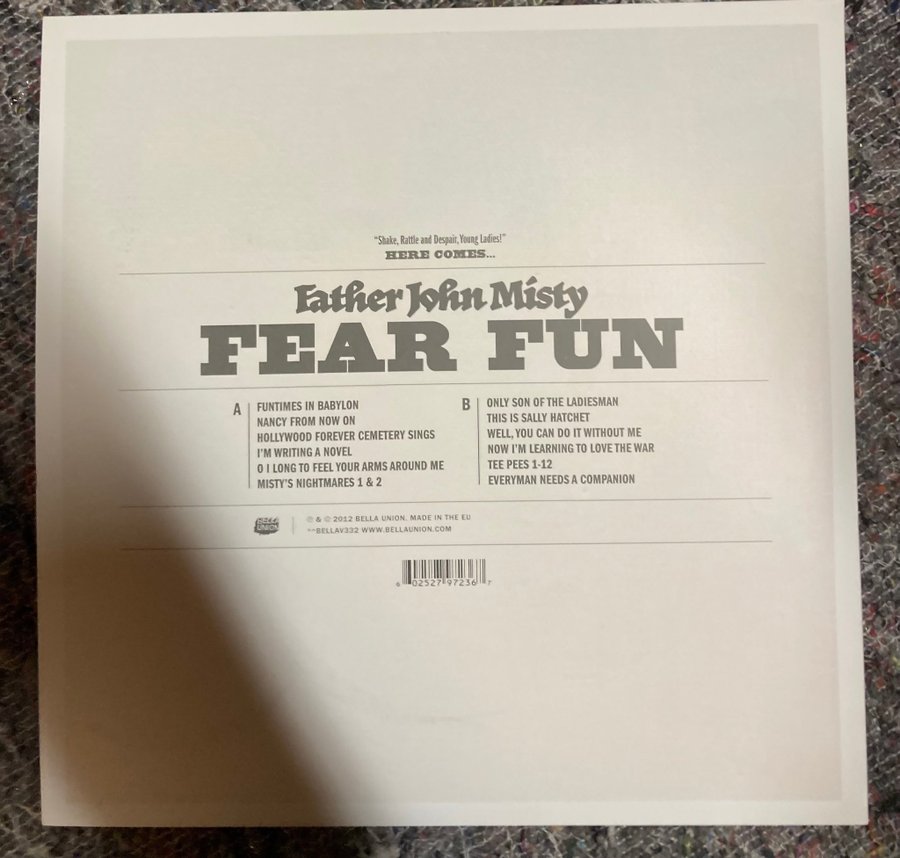 "Shake, Rattle and Despair, Young Ladies!"
HERE COMES...
Father John Misty
FEAR FUN
A
FUNTIMES IN BABYLON
NANCY FROM NOW ON
HOLLYWOOD FOREVER CEMETERY SINGS
I'M WRITING A NOVEL
O I LONG TO FEEL YOUR ARMS AROUND ME
MISTY'S NIGHTMARES 1 & 2
B
ONLY SON OF THE LADIESMAN
THIS IS SALLY HATCHET
WELL, YOU CAN DO IT WITHOUT ME
NOW I'M LEARNING TO LOVE THE WAR
TEE PEES 1-12
EVERYMAN NEEDS A COMPANION
BELLA UNION
℗ & © 2012 BELLA UNION. MADE IN THE EU
BELLAV332 WWW.BELLAUNION.COM
6 02527 97236 7